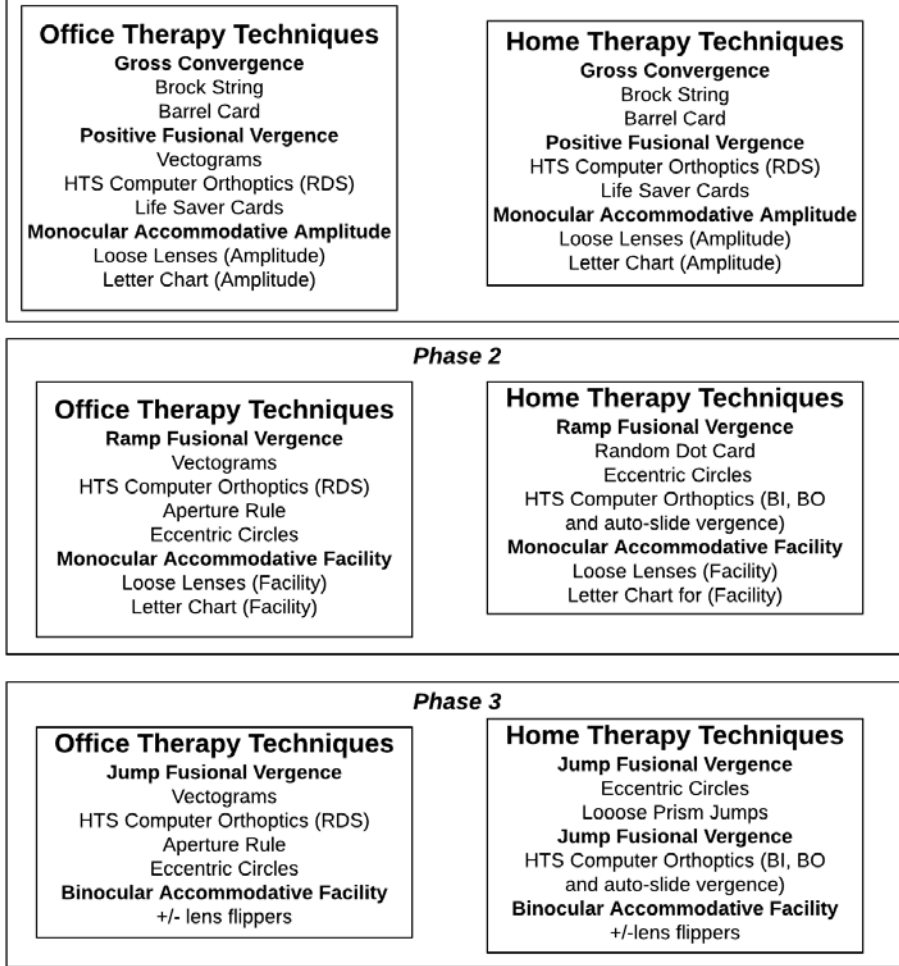 Office Therapy Techniques
Gross Convergence
Brock String
Barrel Card
Positive Fusional Vergence
Vectograms
HTS Computer Orthoptics (RDS)
Life Saver Cards
Monocular Accommodative Amplitude
Loose Lenses (Amplitude)
Letter Chart (Amplitude)
Home Therapy Techniques
Gross Convergence
Brock String
Barrel Card
Positive Fusional Vergence
HTS Computer Orthoptics (RDS)
Life Saver Cards
Monocular Accommodative Amplitude
Loose Lenses (Amplitude)
Letter Chart (Amplitude)
Phase 2
Office Therapy Techniques
Ramp Fusional Vergence
Vectograms
HTS Computer Orthoptics (RDS)
Aperture Rule
Eccentric Circles
Monocular Accommodative Facility
Loose Lenses (Facility)
Letter Chart (Facility)
Home Therapy Techniques
Ramp Fusional Vergence
Random Dot Card
Eccentric Circles
HTS Computer Orthoptics (BI, BO
and auto-slide vergence)
Monocular Accommodative Facility
Loose Lenses (Facility)
Letter Chart for (Facility)
Phase 3
Office Therapy Techniques
Jump Fusional Vergence
Vectograms
HTS Computer Orthoptics (RDS)
Aperture Rule
Eccentric Circles
Binocular Accommodative Facility
+/- lens flippers
Home Therapy Techniques
Jump Fusional Vergence
Eccentric Circles
Looose Prism Jumps
Jump Fusional Vergence
HTS Computer Orthoptics (BI, BO
and auto-slide vergence)
Binocular Accommodative Facility
+/-lens flippers